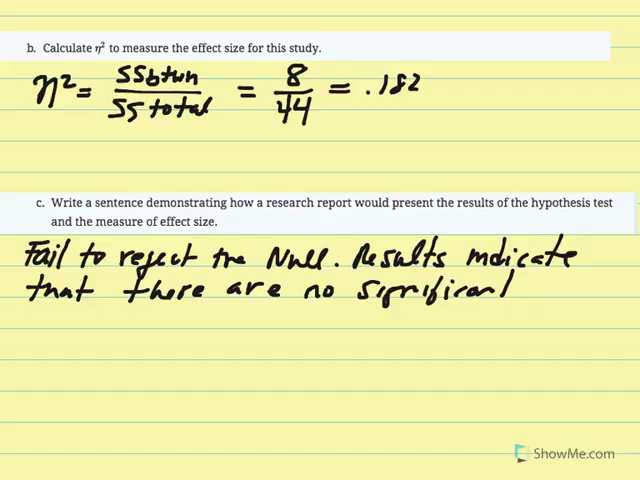 b. Calculate η² to measure the effect size for this study.
η² = SSbtwn / SStotal = 8 / 44 = .182
c. Write a sentence demonstrating how a research report would present the results of the hypothesis test
and the measure of effect size.
Fail to reject the Null. Results indicate
that there are no significant
ShowMe.com